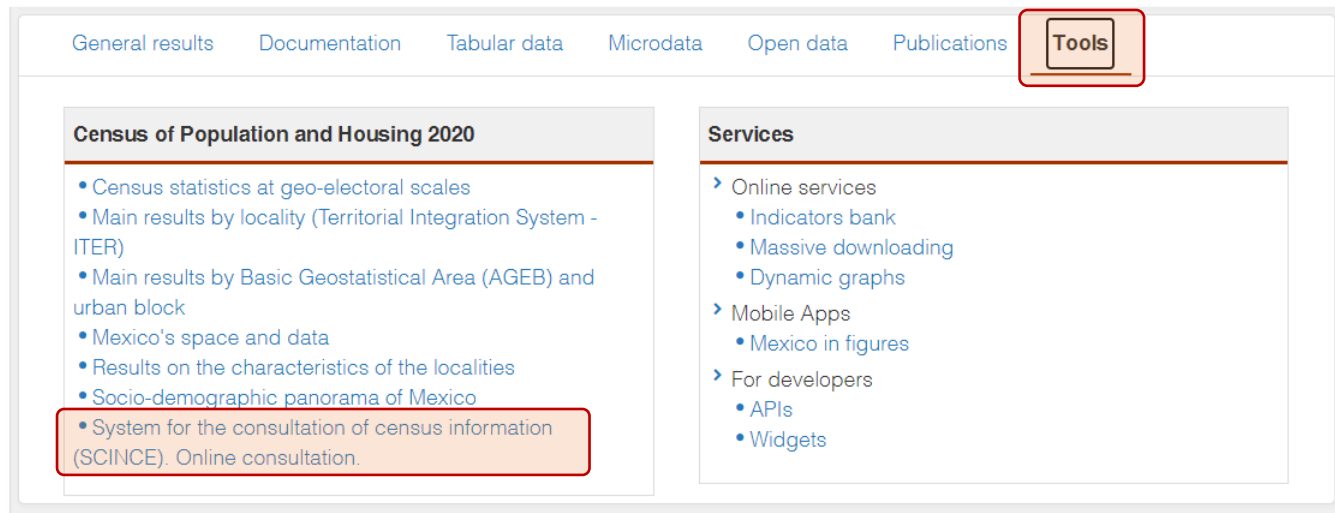 General results Documentation Tabular data Microdata Open data Publications Tools
Census of Population and Housing 2020
• Census statistics at geo-electoral scales
• Main results by locality (Territorial Integration System -
ITER)
• Main results by Basic Geostatistical Area (AGEB) and
urban block
• Mexico's space and data
• Results on the characteristics of the localities
• Socio-demographic panorama of Mexico
• System for the consultation of census information
(SCINCE). Online consultation.
Services
> Online services
• Indicators bank
• Massive downloading
• Dynamic graphs
> Mobile Apps
• Mexico in figures
> For developers
• APIs
• Widgets